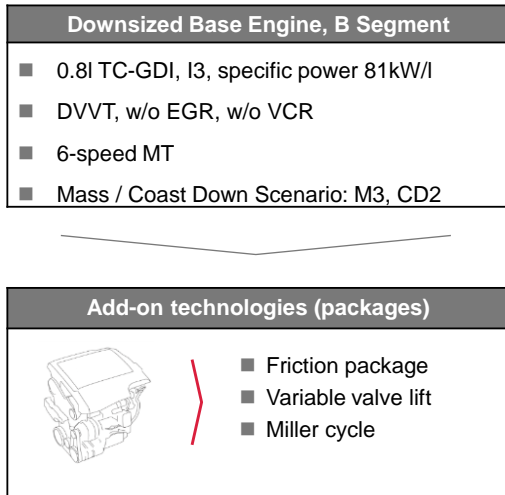 Downsized Base Engine, B Segment
0.8l TC-GDI, I3, specific power 81kW/l
DVVT, w/o EGR, w/o VCR
6-speed MT
Mass / Coast Down Scenario: M3, CD2
Add-on technologies (packages)
Friction package
Variable valve lift
Miller cycle